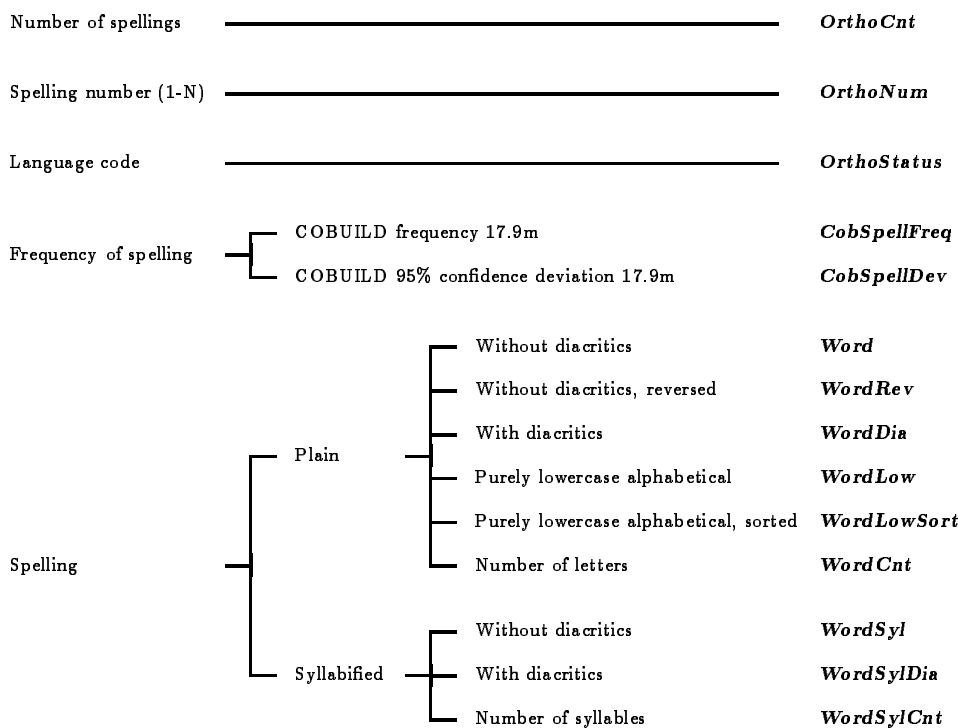 Number of spellings OrthoCnt
Spelling number (1-N) OrthoNum
Language code OrthoStatus
COBUILD frequency 17.9m CobSpellFreq
Frequency of spelling
COBUILD 95% confidence deviation 17.9m CobSpellDev
Without diacritics Word
Without diacritics, reversed WordRev
With diacritics WordDia
Plain
Purely lowercase alphabetical WordLow
Purely lowercase alphabetical, sorted WordLowSort
Spelling
Number of letters WordCnt
Without diacritics WordSyl
Syllabified With diacritics WordSylDia
Number of syllables WordSylCnt